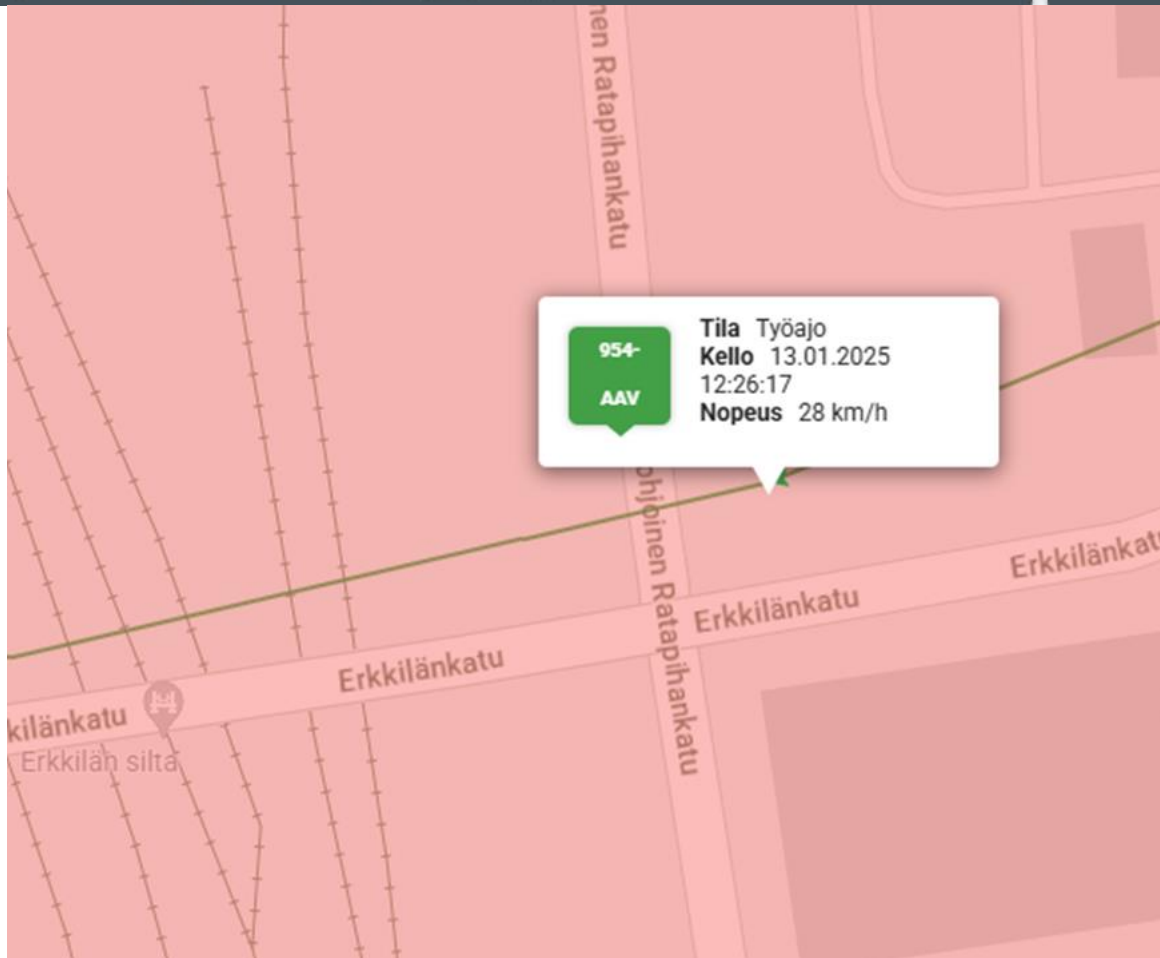 nen Ratapihankatu
954-
AAV
Tila Työajo
Kello 13.01.2025
12:26:17
Nopeus 28 km/h
ohjoinen Ratapihankatu
Erkkilänkatu
Erkkilänkatu
Erkkilänkatu
kilänkatu
Erkkilän silta